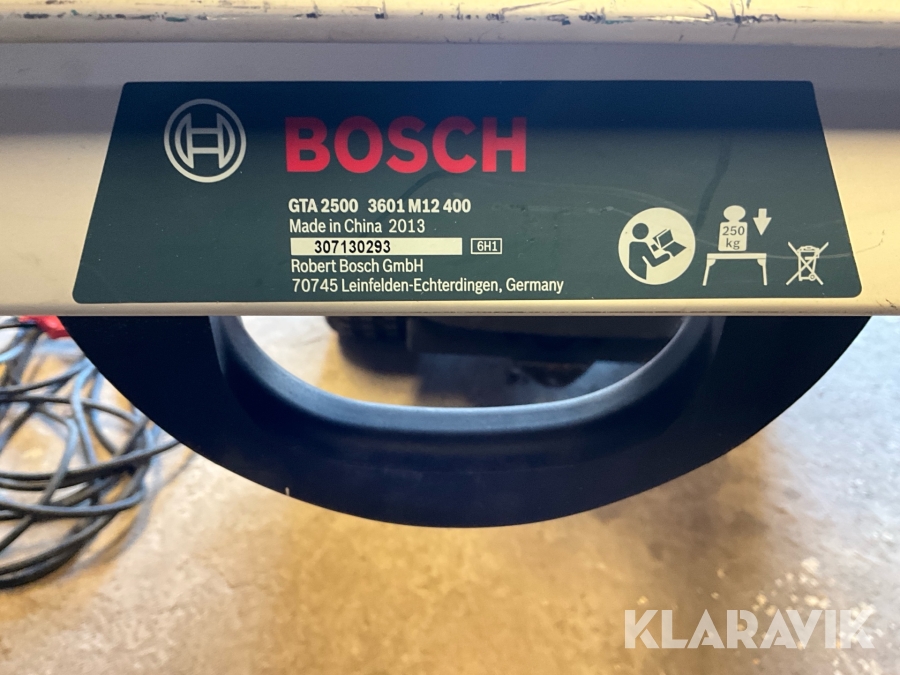 BOSCH
GTA 2500 3601 M12 400
Made in China 2013
307130293 6H1
Robert Bosch GmbH
70745 Leinfelden-Echterdingen, Germany
250
kg
KLARAVIK